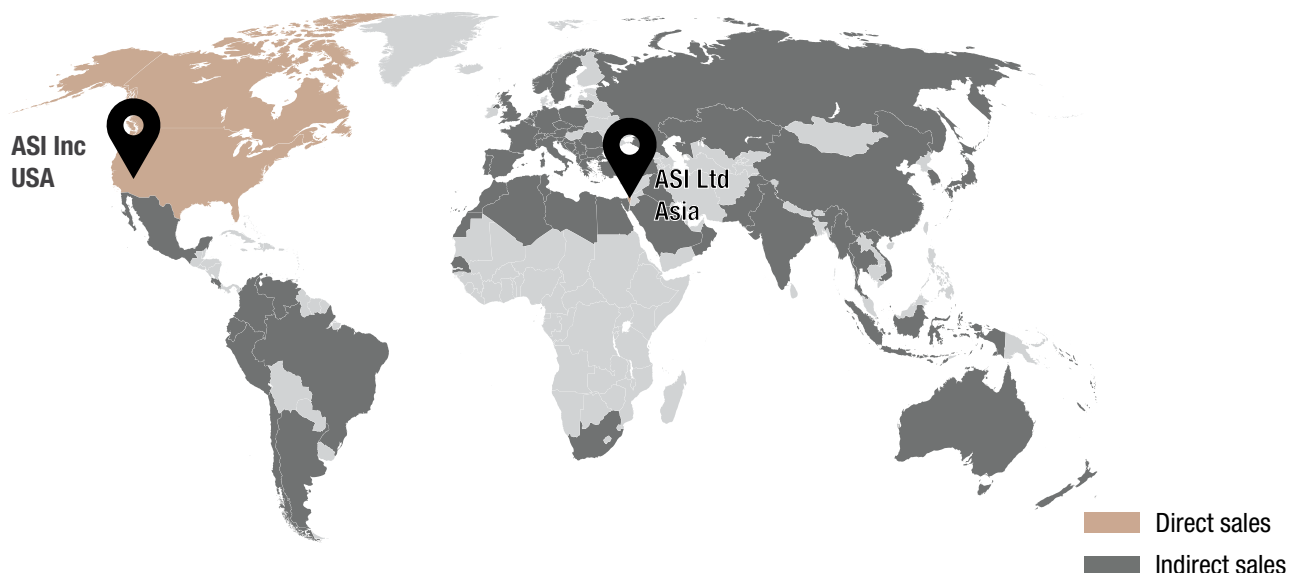 ASI Inc
USA
ASI Ltd
Asia
Direct sales
Indirect sales